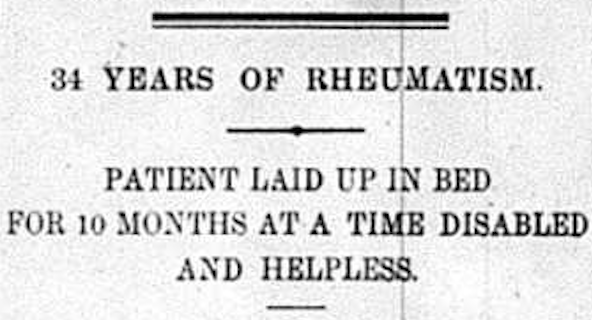 34 YEARS OF RHEUMATISM.
PATIENT LAID UP IN BED
FOR 10 MONTHS AT A TIME DISABLED
AND HELPLESS.